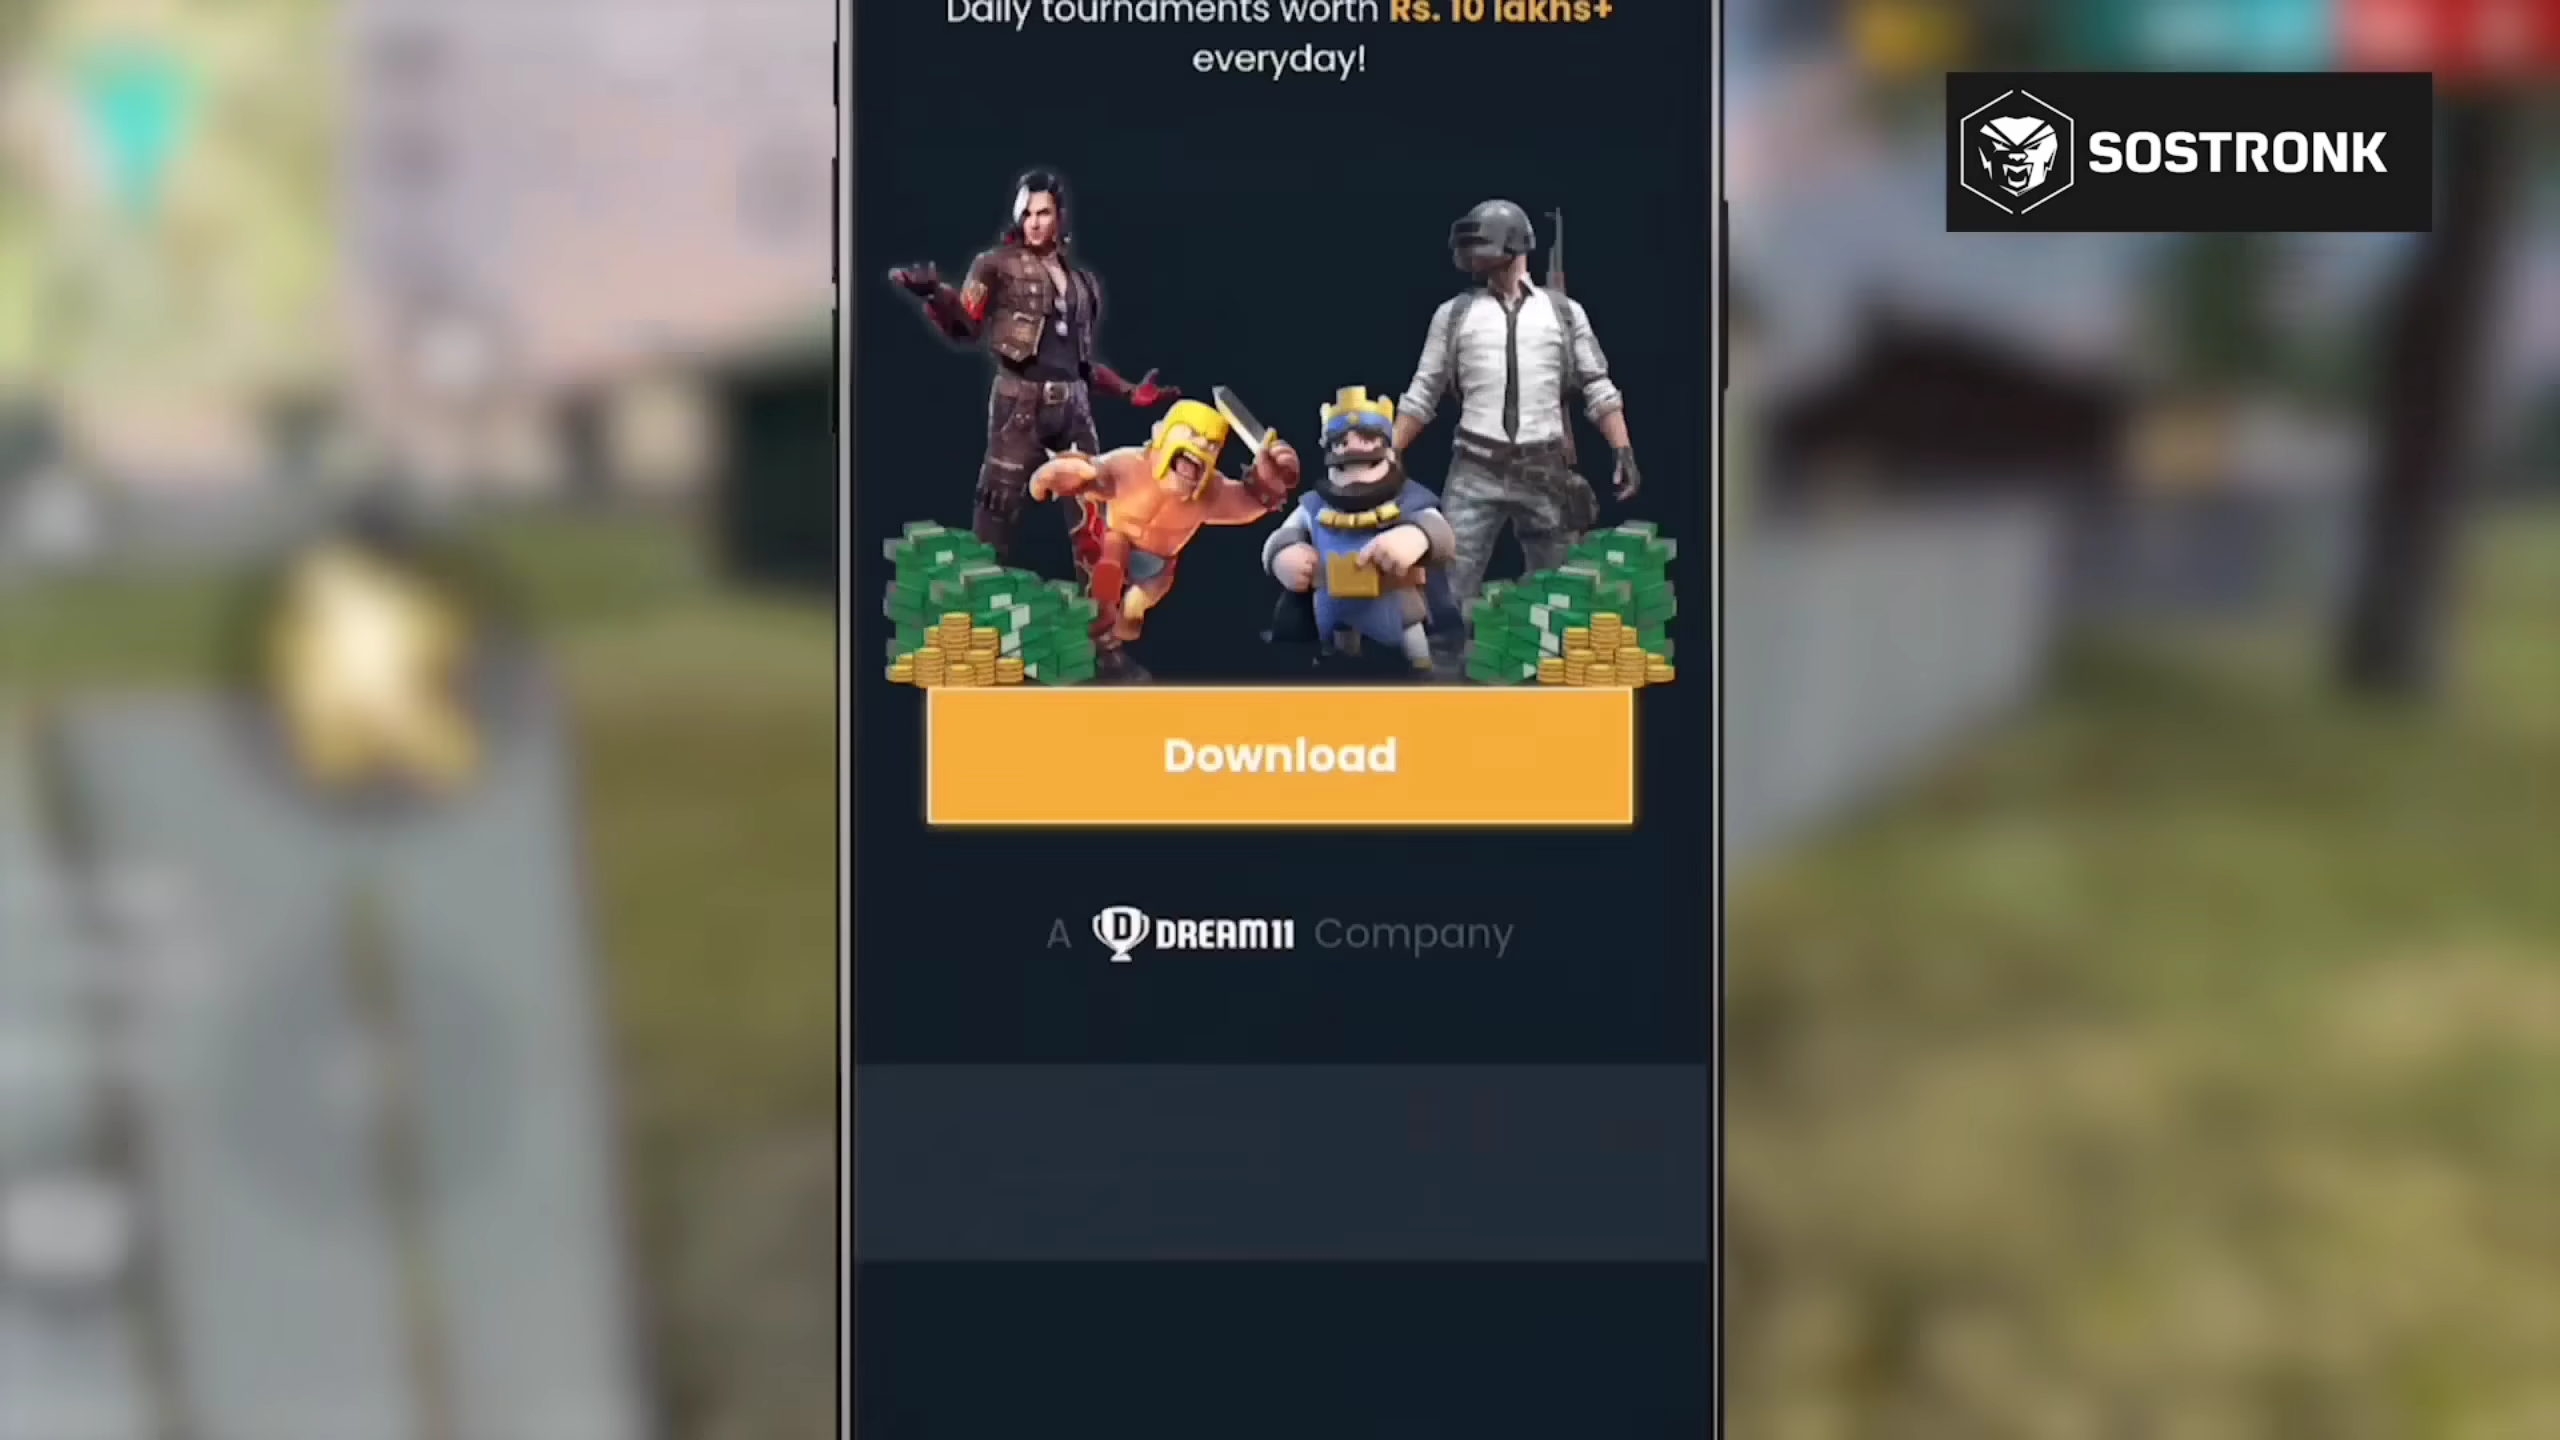 Daily tournaments worth Rs. 10 lakhs+
everyday!
SOSTRONK
Download
A DREAM11 Company